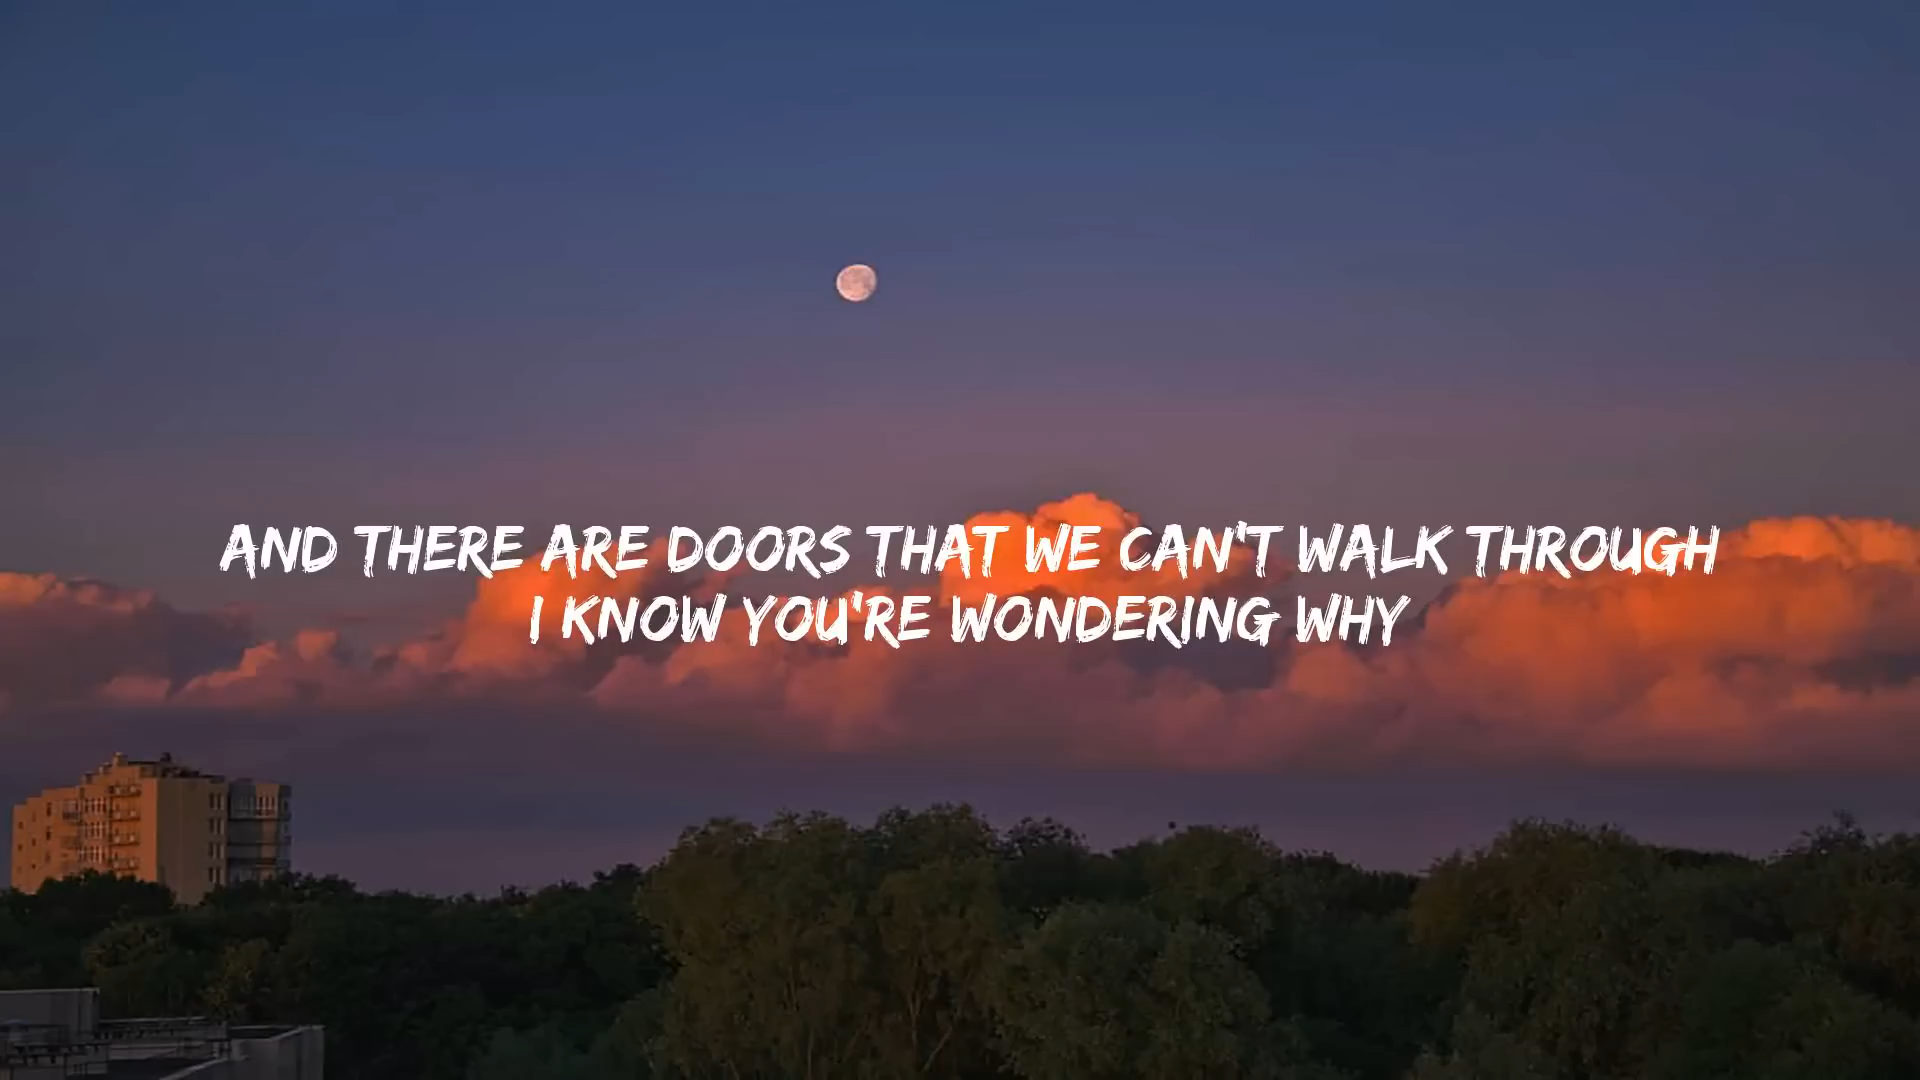 AND THERE ARE DOORS THAT WE CAN'T WALK THROUGH
I KNOW YOU'RE WONDERING WHY